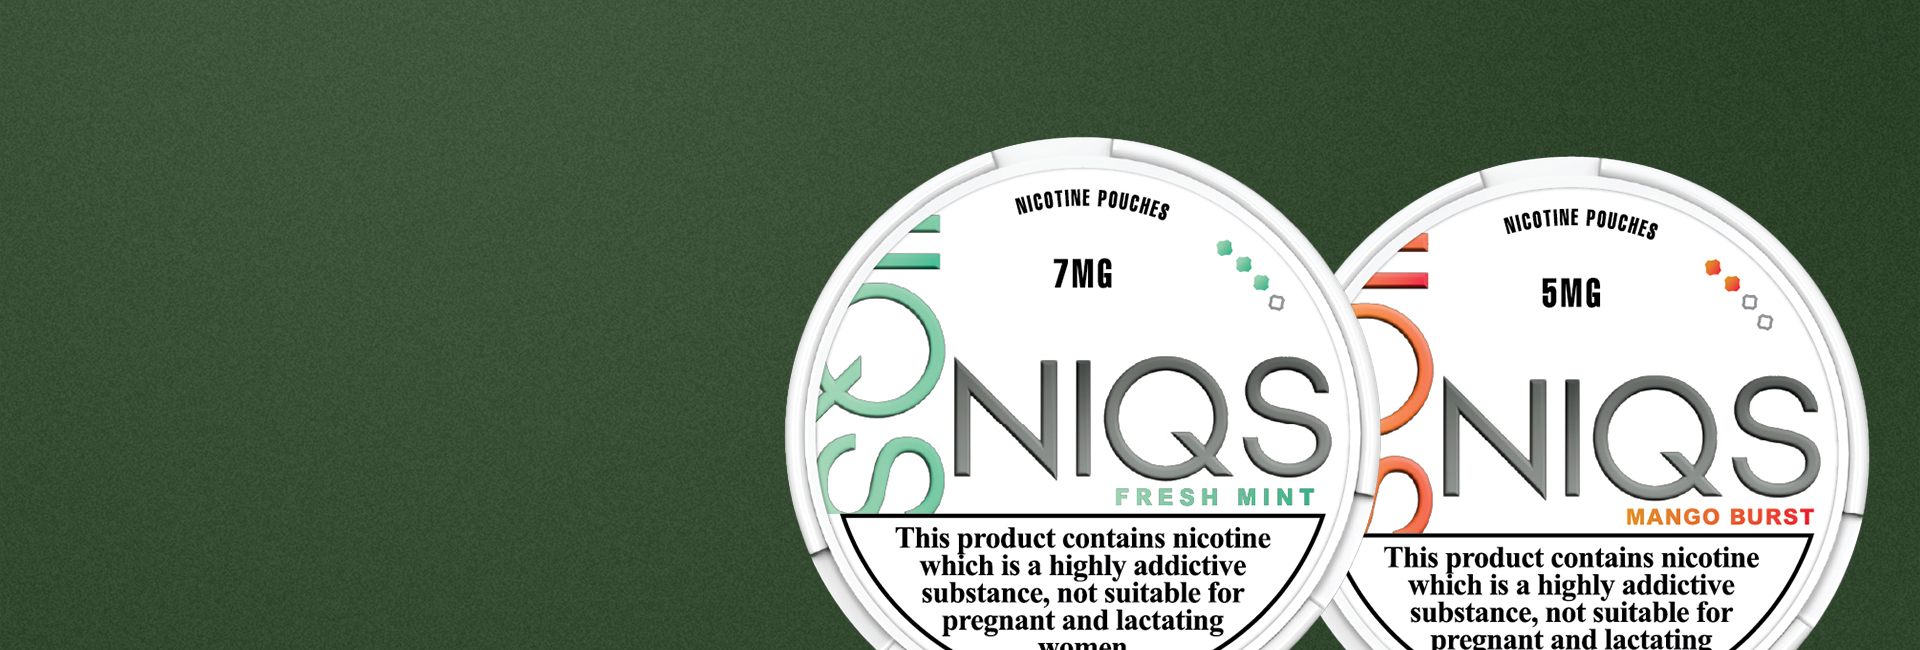 NICOTINE POUCHES
7MG
NIQS
NIQS
FRESH MINT
This product contains nicotine
which is a highly addictive
substance, not suitable for
pregnant and lactating
women
NICOTINE POUCHES
5MG
NIQS
MANGO BURST
This product contains nicotine
which is a highly addictive
substance, not suitable for
pregnant and lactating